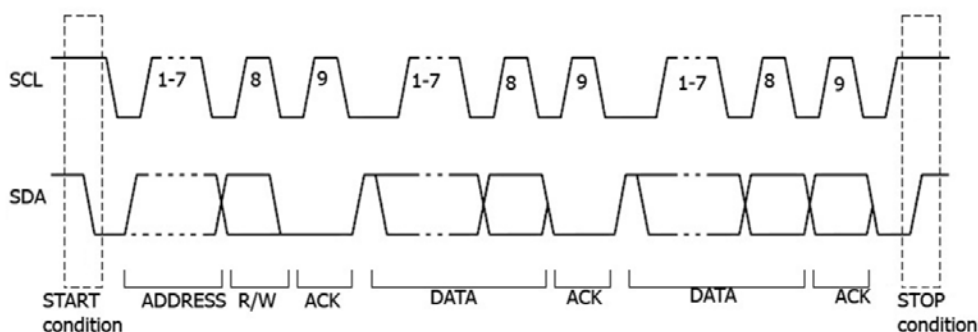 SCL
1-7 8 9 1-7 8 9 1-7 8 9
SDA
START
condition
ADDRESS R/W ACK DATA ACK DATA ACK
STOP
condition